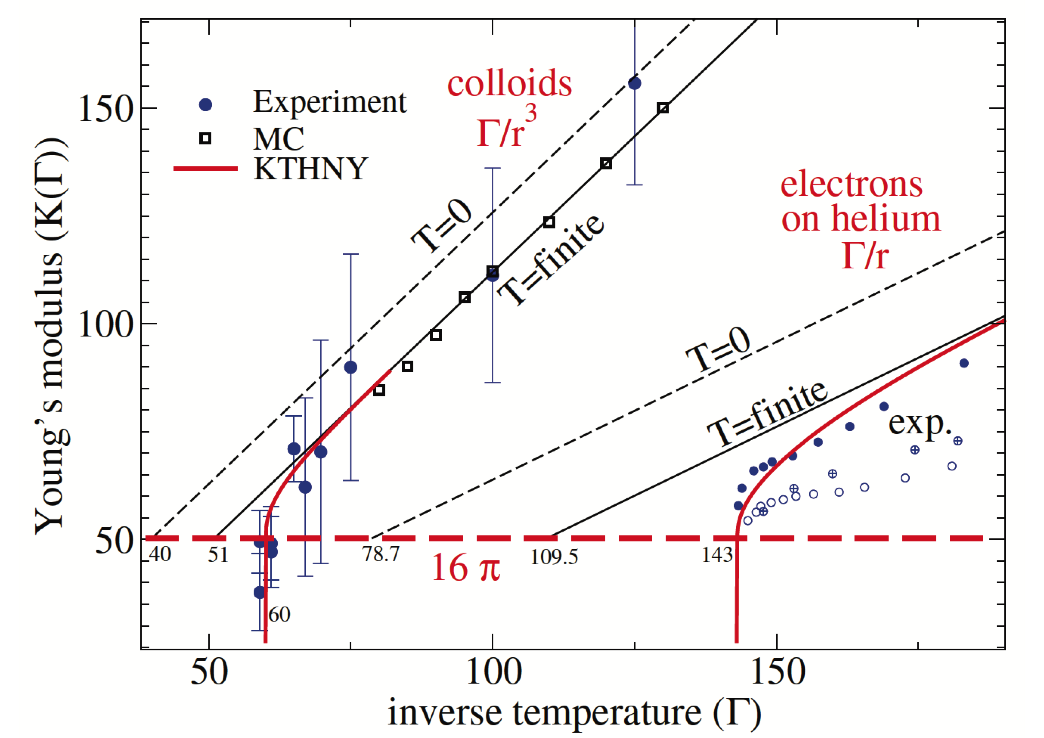 Experiment
MC
KTHNY
colloids
Γ/r³
electrons
on helium
Γ/r
T=0
T=finite
T=0
T=finite
exp.
150
100
50
40
51
78.7
109.5
143
16 π
60
50
100
150
Young's modulus (K(Γ))
inverse temperature (Γ)